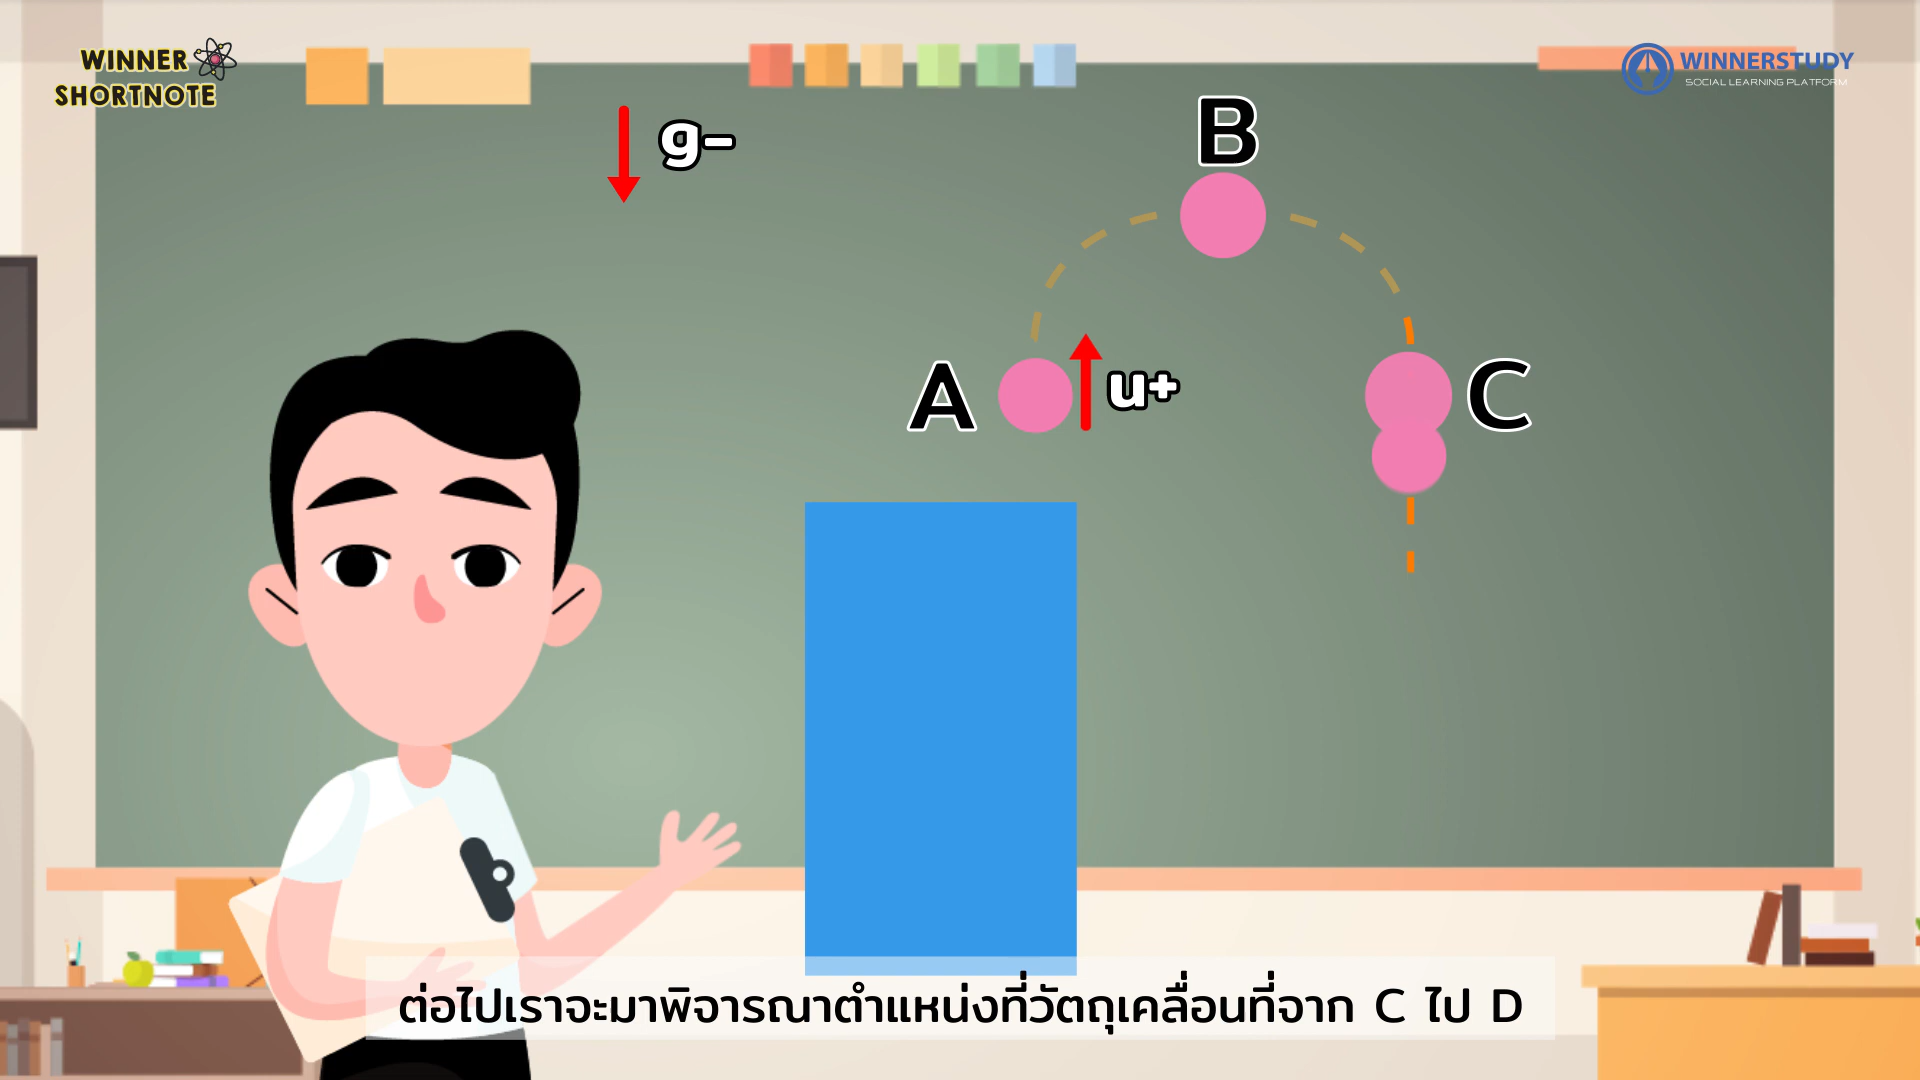 WINNER
SHORTNOTE
WINNERSTUDY
SOCIAL LEARNING PLATFORM
g-
B
A
u+
C
ต่อไปเราจะมาพิจารณาตำแหน่งที่วัตถุเคลื่อนที่จาก C ไป D